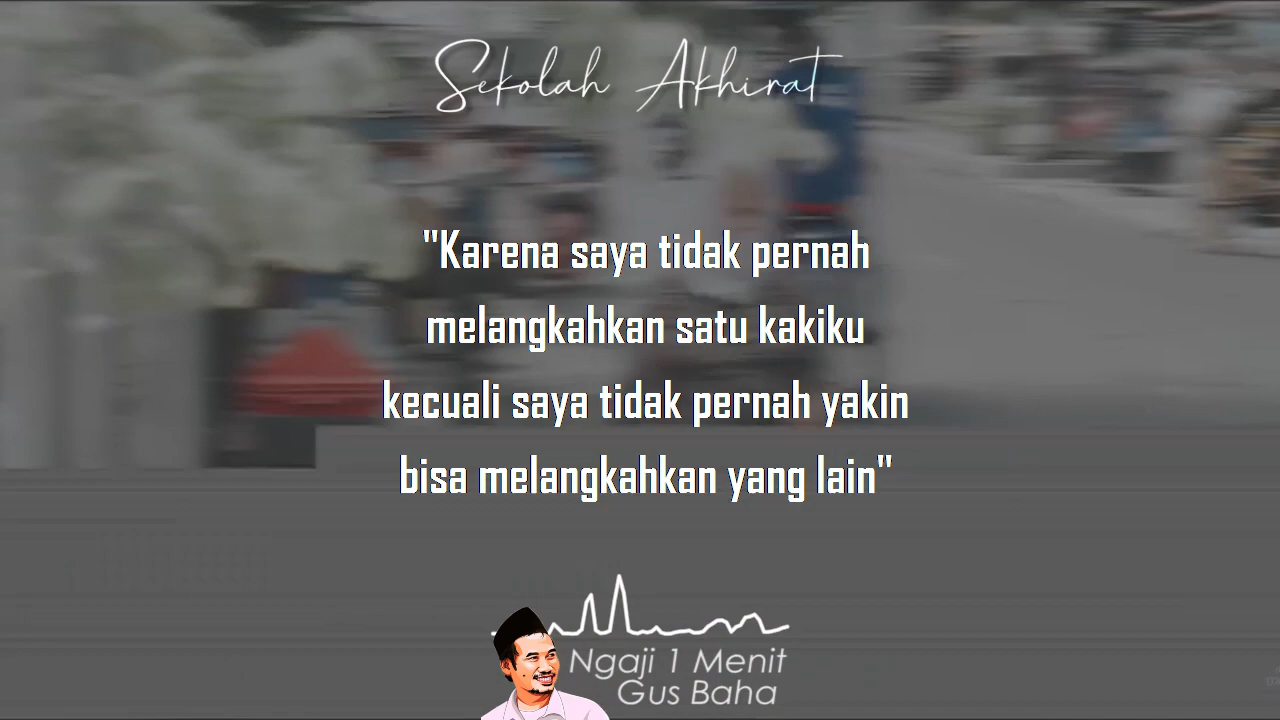 Sekolah Akhirat
"Karena saya tidak pernah
melangkahkan satu kakiku
kecuali saya tidak pernah yakin
bisa melangkahkan yang lain"
Ngaji 1 Menit
Gus Baha